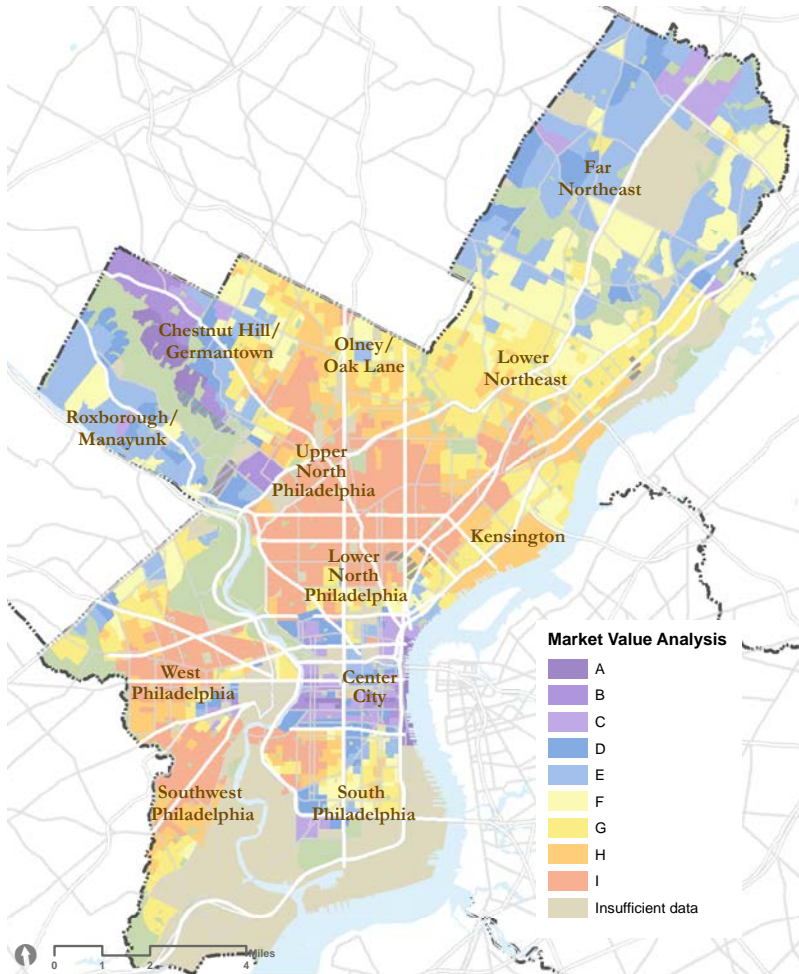 Far
Northeast
Chestnut Hill/
Germantown
Olney/
Oak Lane
Lower
Northeast
Roxborough/
Manayunk
Upper
North
Philadelphia
Kensington
Lower
North
Philadelphia
West
Philadelphia
Center
City
Southwest
Philadelphia
South
Philadelphia
Market Value Analysis
A
B
C
D
E
F
G
H
I
Insufficient data
Miles
0 1 2 4